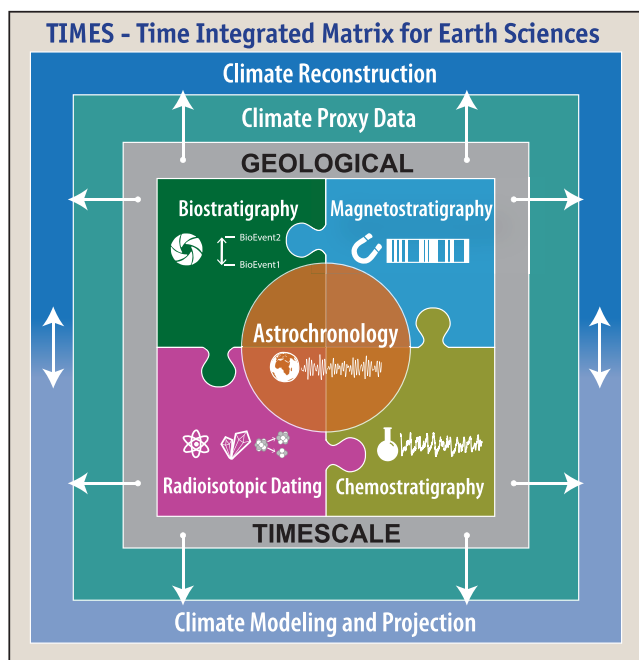 TIMES - Time Integrated Matrix for Earth Sciences
Climate Reconstruction
Climate Proxy Data
GEOLOGICAL
Biostratigraphy
Magnetostratigraphy
BioEvent2
BioEvent1
Astrochronology
Radioisotopic Dating
Chemostratigraphy
TIMESCALE
Climate Modeling and Projection